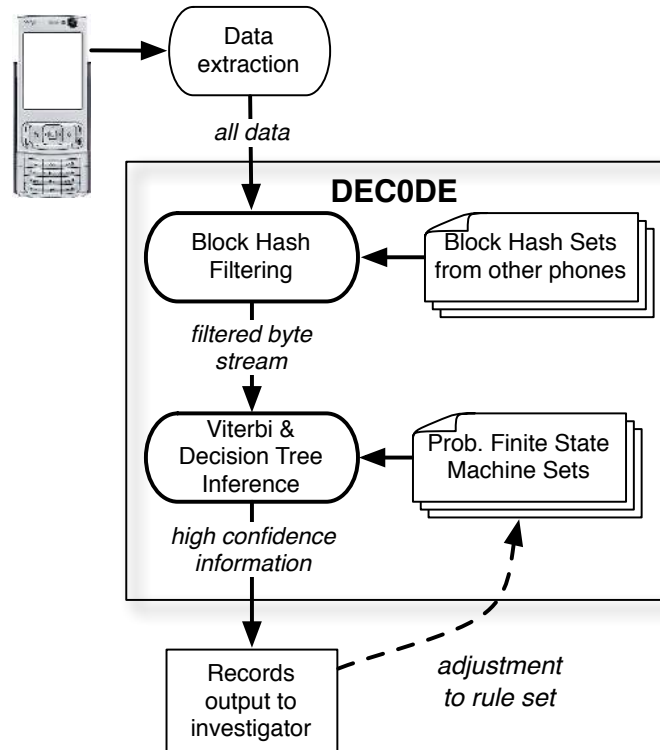 Data
extraction
all data
DEC0DE
Block Hash
Filtering
Block Hash Sets
from other phones
filtered byte
stream
Viterbi &
Decision Tree
Inference
Prob. Finite State
Machine Sets
high confidence
information
Records
output to
investigator
adjustment
to rule set